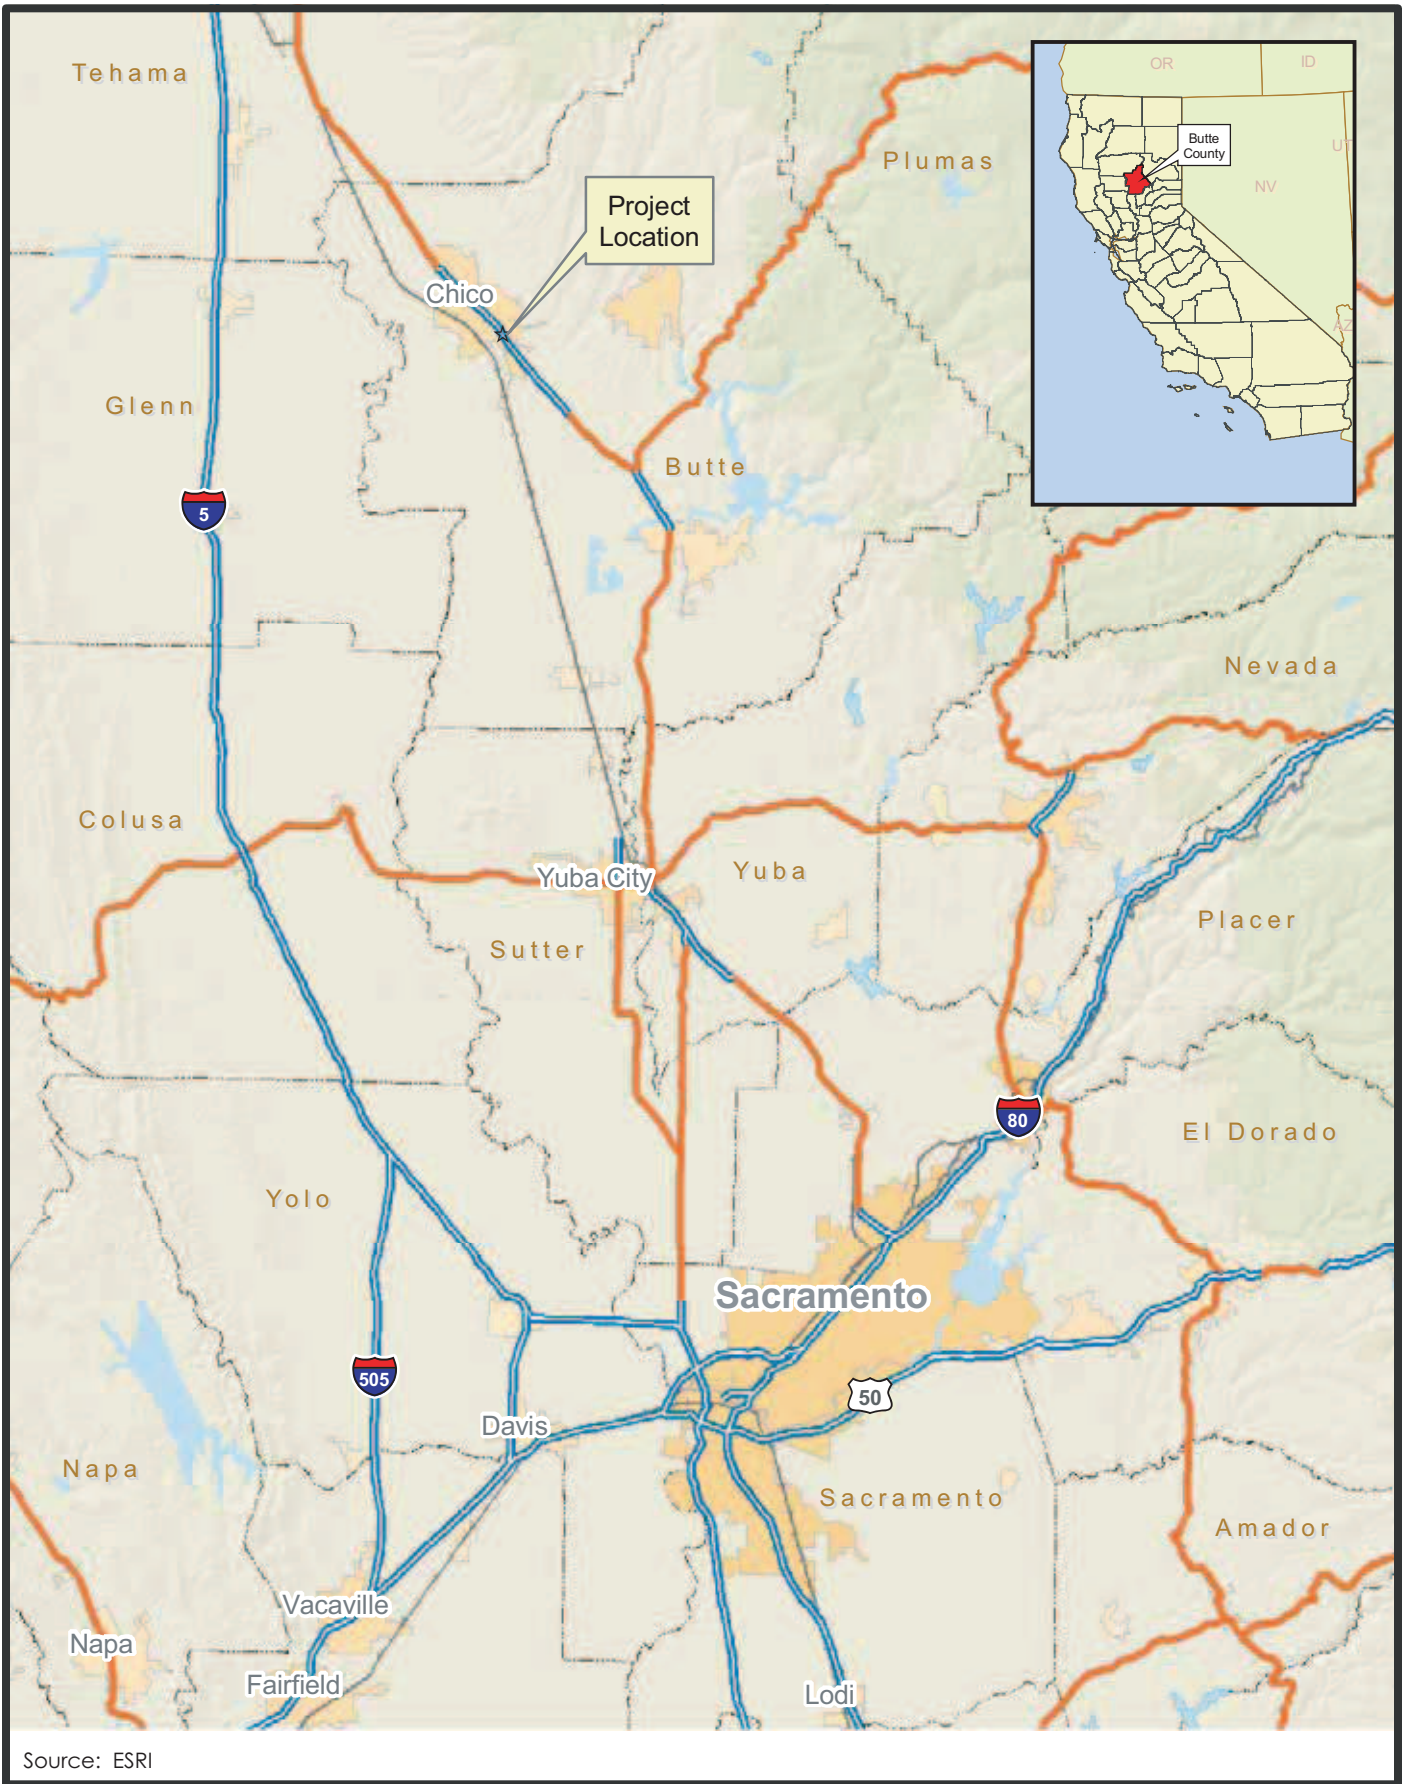 Tehama
OR
ID
Plumas
Butte
County
UT
NV
Project
Location
Chico
AZ
Glenn
Butte
5
Nevada
Colusa
Yuba City
Yuba
Placer
Sutter
80
El Dorado
Yolo
Sacramento
505
50
Davis
Napa
Sacramento
Amador
Vacaville
Napa
Fairfield
Lodi
Source: ESRI